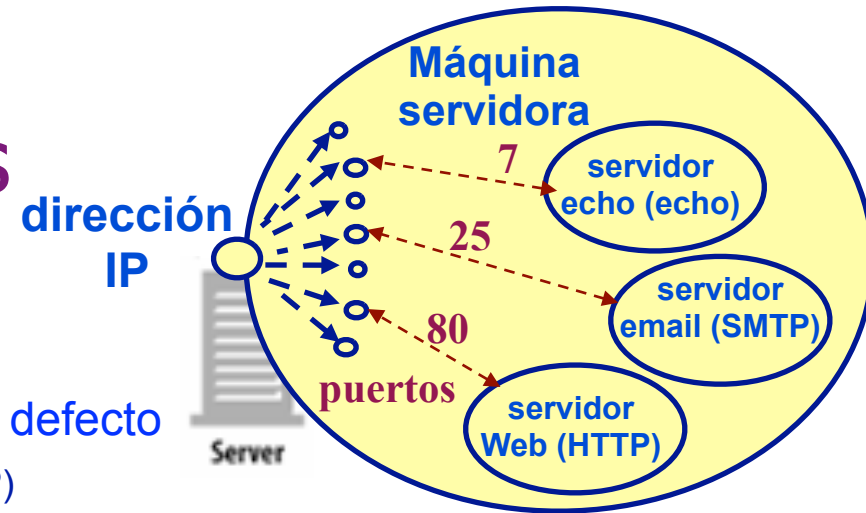 Máquina
servidora
S
dirección
IP
7
servidor
echo (echo)
25
servidor
email (SMTP)
80
puertos
servidor
Web (HTTP)
defecto
Server